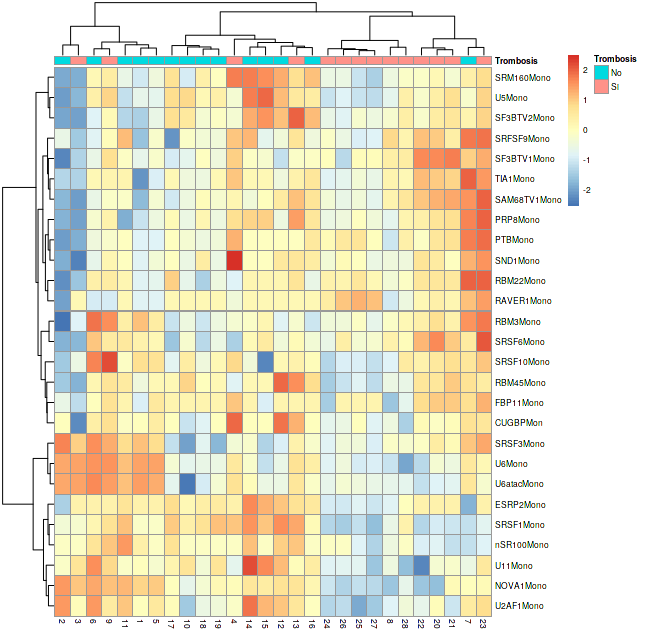 Trombosis
SRM160Mono
U5Mono
SF3BTV2Mono
SRFSF9Mono
SF3BTV1Mono
TIA1Mono
SAM68TV1Mono
PRP8Mono
PTBMono
SND1Mono
RBM22Mono
RAVER1Mono
RBM3Mono
SRSF6Mono
SRSF10Mono
RBM45Mono
FBP11Mono
CUGBPMon
SRSF3Mono
U6Mono
U6atacMono
ESRP2Mono
SRSF1Mono
nSR100Mono
U11Mono
NOVA1Mono
U2AF1Mono
2 3 6 9 11 1 5 17 10 18 19 4 14 15 12 13 16 24 26 25 27 8 28 22 20 21 7 23
2
1
0
-1
-2
Trombosis
No
SI